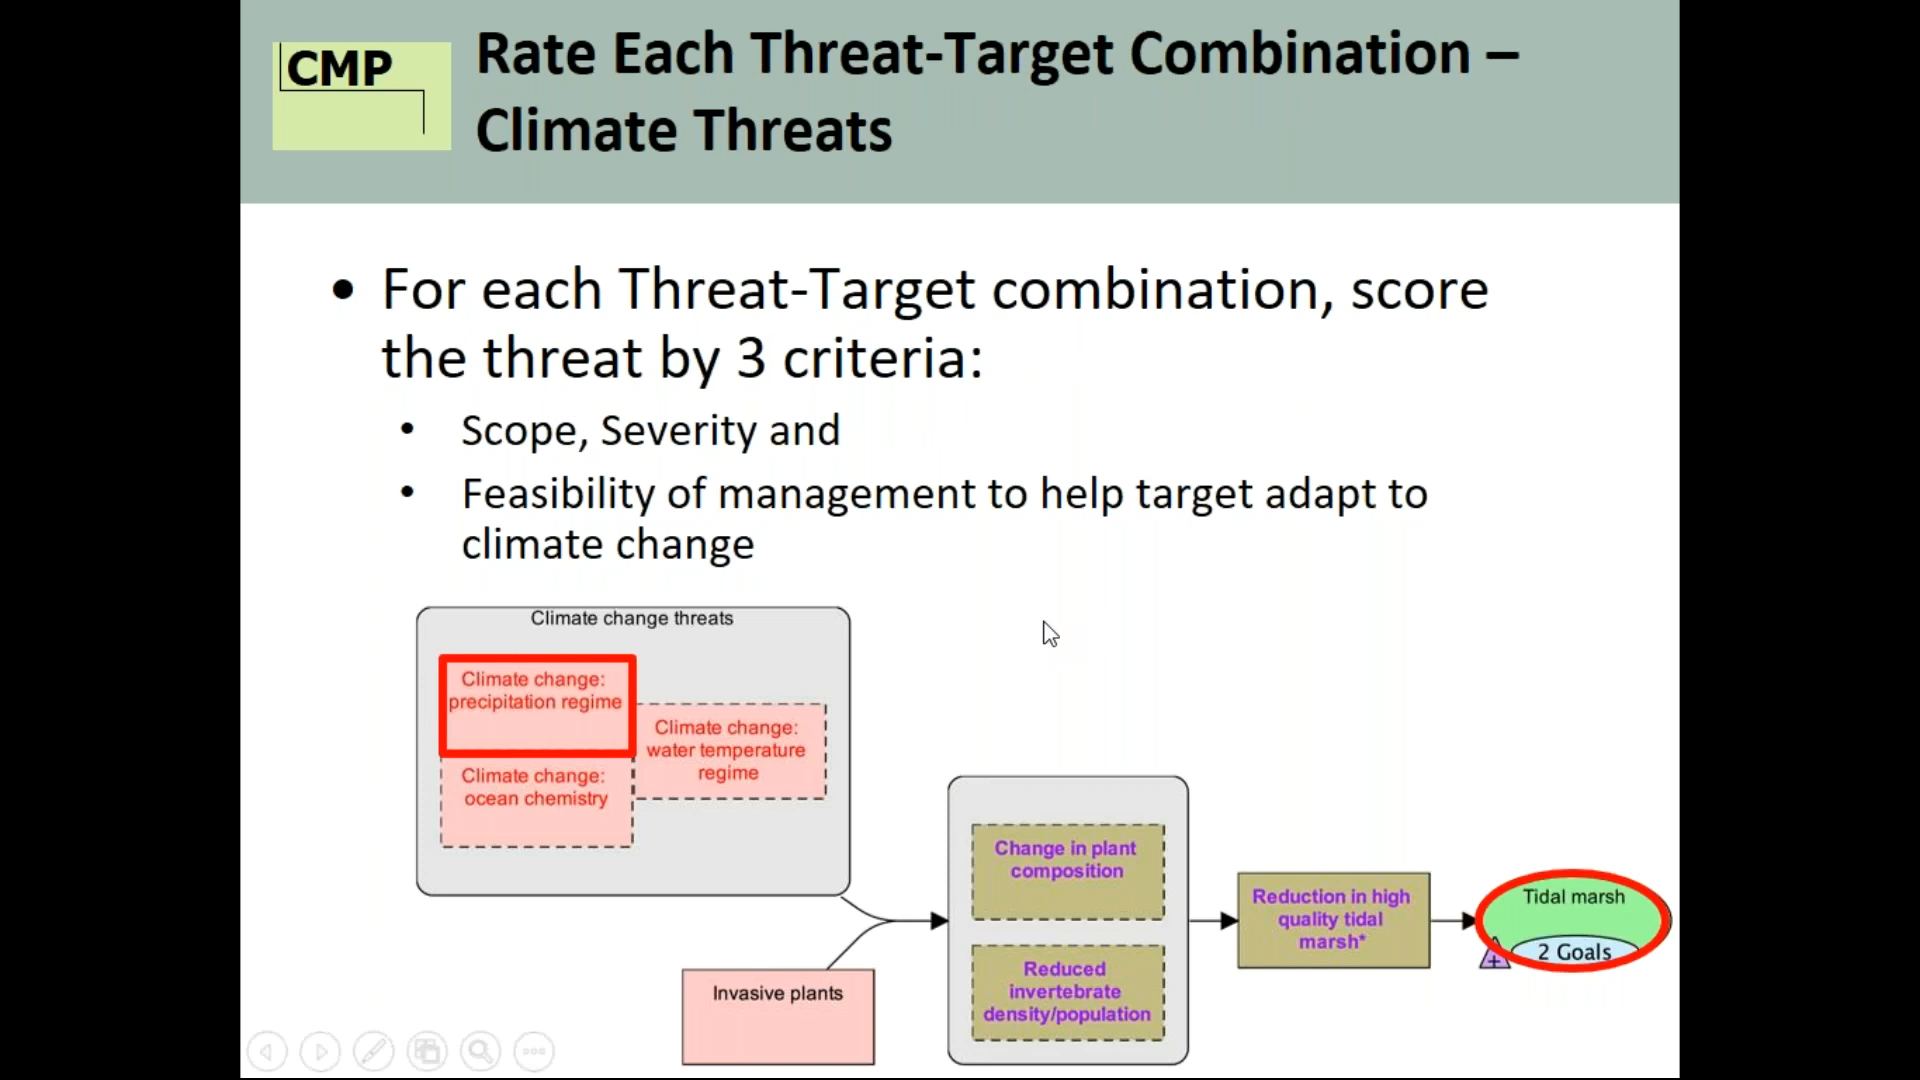 CMP
Rate Each Threat-Target Combination –
Climate Threats
• For each Threat-Target combination, score
the threat by 3 criteria:
• Scope, Severity and
• Feasibility of management to help target adapt to
climate change
Climate change threats
Climate change:
precipitation regime
Climate change:
water temperature
regime
Climate change:
ocean chemistry
Invasive plants
Change in plant
composition
Reduced
invertebrate
density/population
Reduction in high
quality tidal
marsh*
Tidal marsh
2 Goals